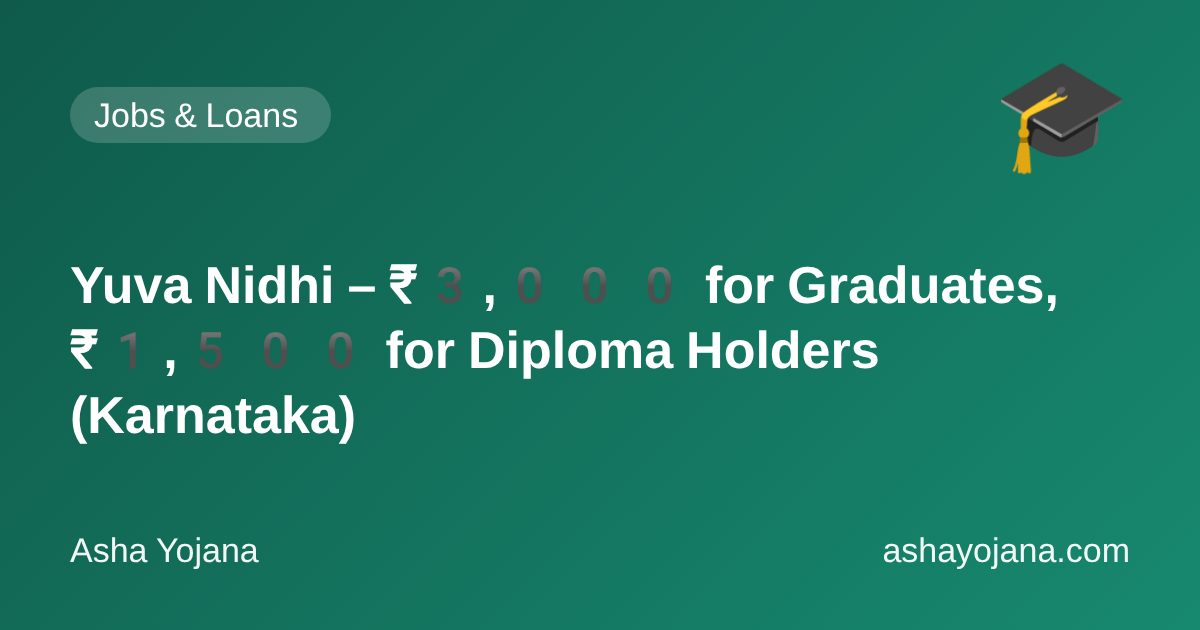 Jobs & Loans
Yuva Nidhi – ₹3,000 for Graduates,
₹1,500 for Diploma Holders
(Karnataka)
Asha Yojana
ashayojana.com